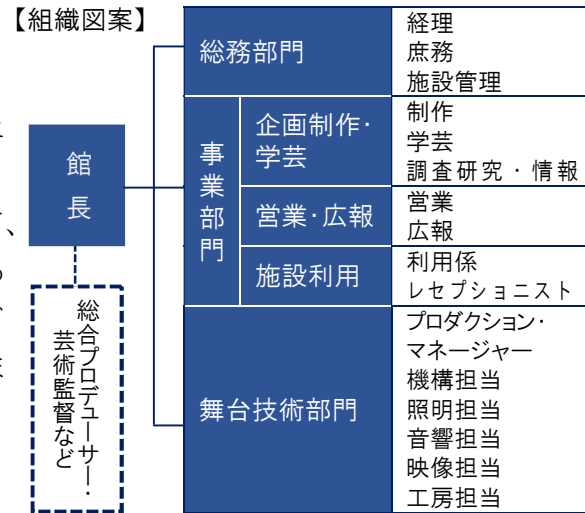 【組織図案】
館長
総合プロデューサー・
芸術監督など
総務部門
経理
庶務
施設管理
事業部門
企画制作・
学芸
制作
学芸
調査研究・情報
営業・広報
営業
広報
施設利用
利用係
レセプショニスト
舞台技術部門
プロダクション・
マネージャー
機構担当
照明担当
音響担当
映像担当
工房担当